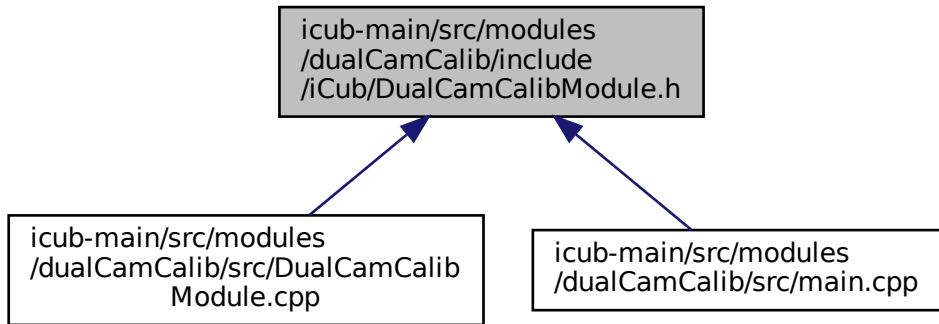 icub-main/src/modules
/dualCamCalib/include
/iCub/DualCamCalibModule.h
icub-main/src/modules
/dualCamCalib/src/DualCamCalib
Module.cpp
icub-main/src/modules
/dualCamCalib/src/main.cpp